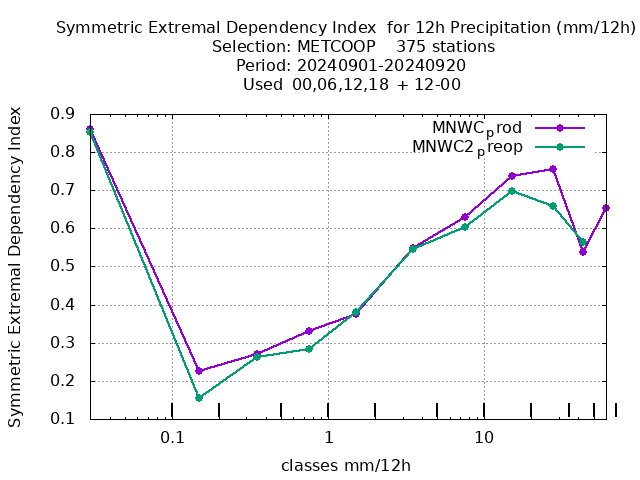 Symmetric Extremal Dependency Index  for 12h Precipitation (mm/12h)
Selection: METCOOP    375 stations
Period: 20240901-20240920
Used  00,06,12,18  + 12-00
Symmetric Extremal Dependency Index
0.9
0.8
0.7
0.6
0.5
0.4
0.3
0.2
0.1
MNWCprod
MNWC2preop
0.1
1
10
classes mm/12h